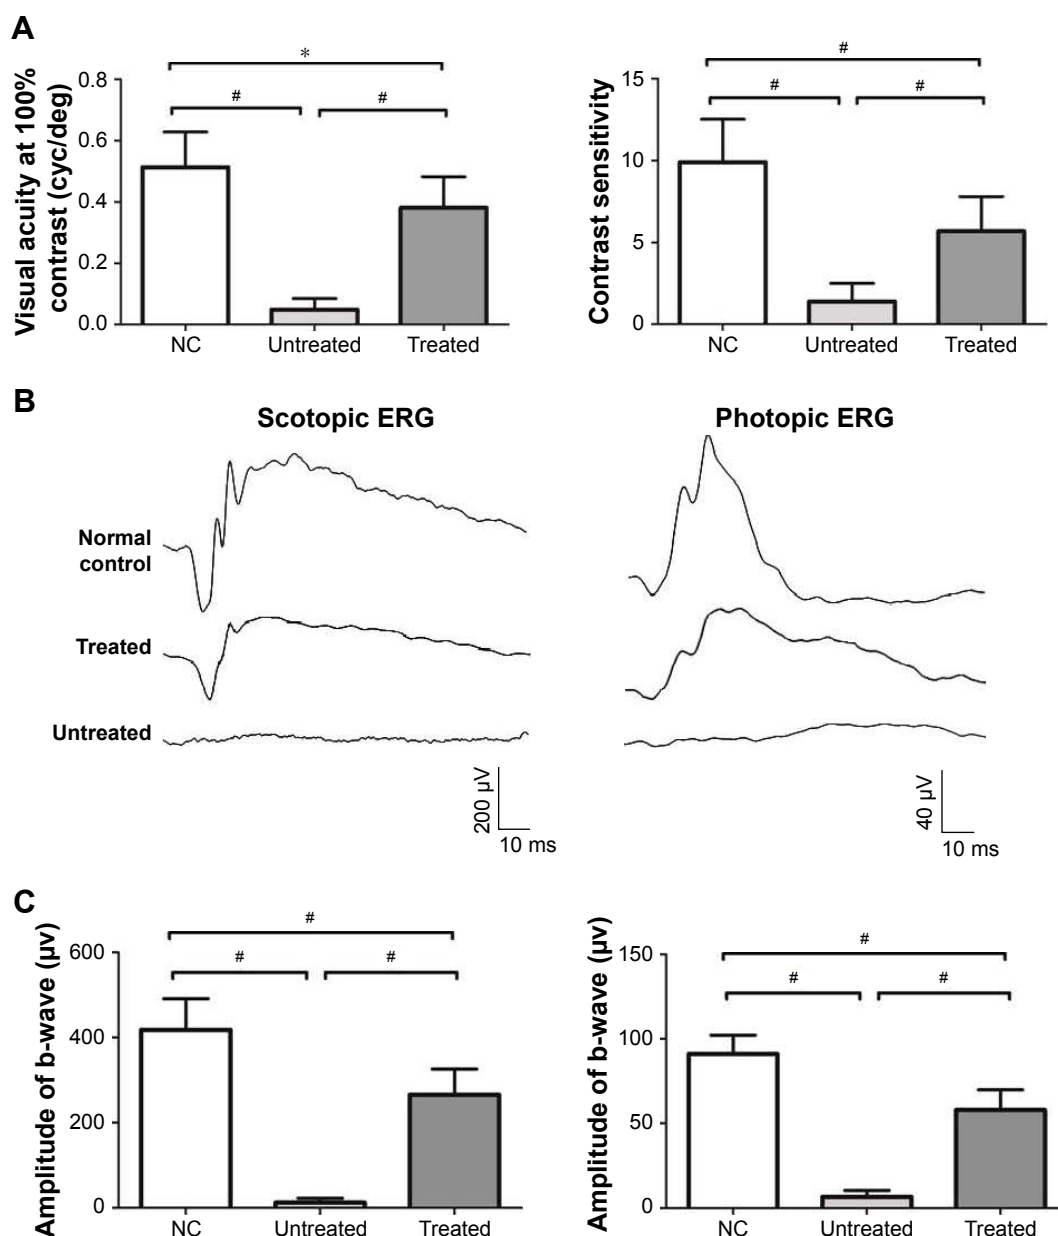 A
Visual acuity at 100%
contrast (cyc/deg)
0.8
0.6
0.4
0.2
0.0
*
#
#
NC
Untreated
Treated
Contrast sensitivity
15
10
5
0
#
#
#
NC
Untreated
Treated
B
Scotopic ERG
Photopic ERG
Normal
control
Treated
Untreated
200 µV
10 ms
40 µV
10 ms
C
Amplitude of b-wave (µv)
600
400
200
0
#
#
#
NC
Untreated
Treated
Amplitude of b-wave (µv)
150
100
50
0
#
#
#
NC
Untreated
Treated